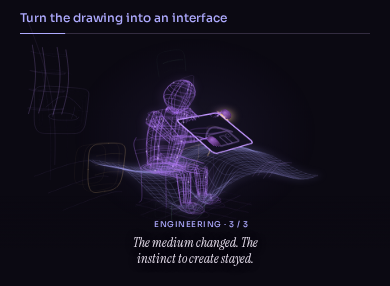 Turn the drawing into an interface
ENGINEERING · 3 / 3
The medium changed. The
instinct to create stayed.